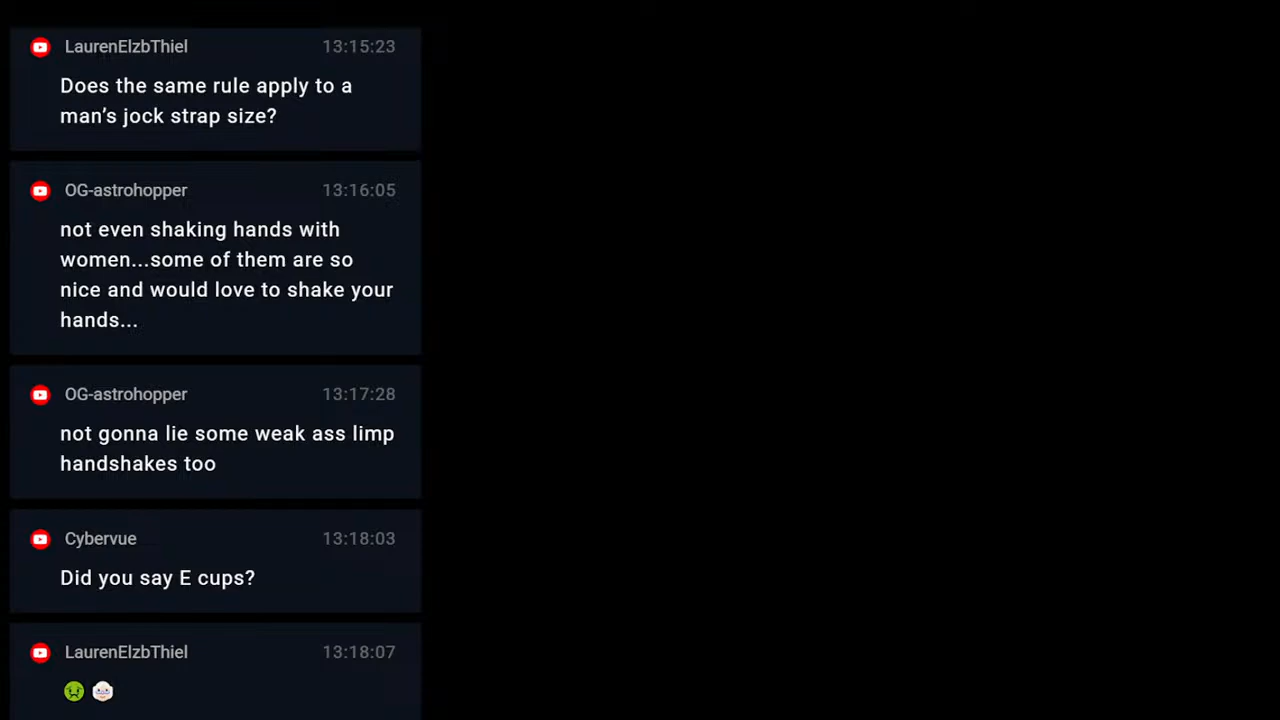 LaurenElzbThiel 13:15:23
Does the same rule apply to a
man’s jock strap size?
OG-astrohopper 13:16:05
not even shaking hands with
women...some of them are so
nice and would love to shake your
hands...
OG-astrohopper 13:17:28
not gonna lie some weak ass limp
handshakes too
Cybervue 13:18:03
Did you say E cups?
LaurenElzbThiel 13:18:07
🤢 👵🏻